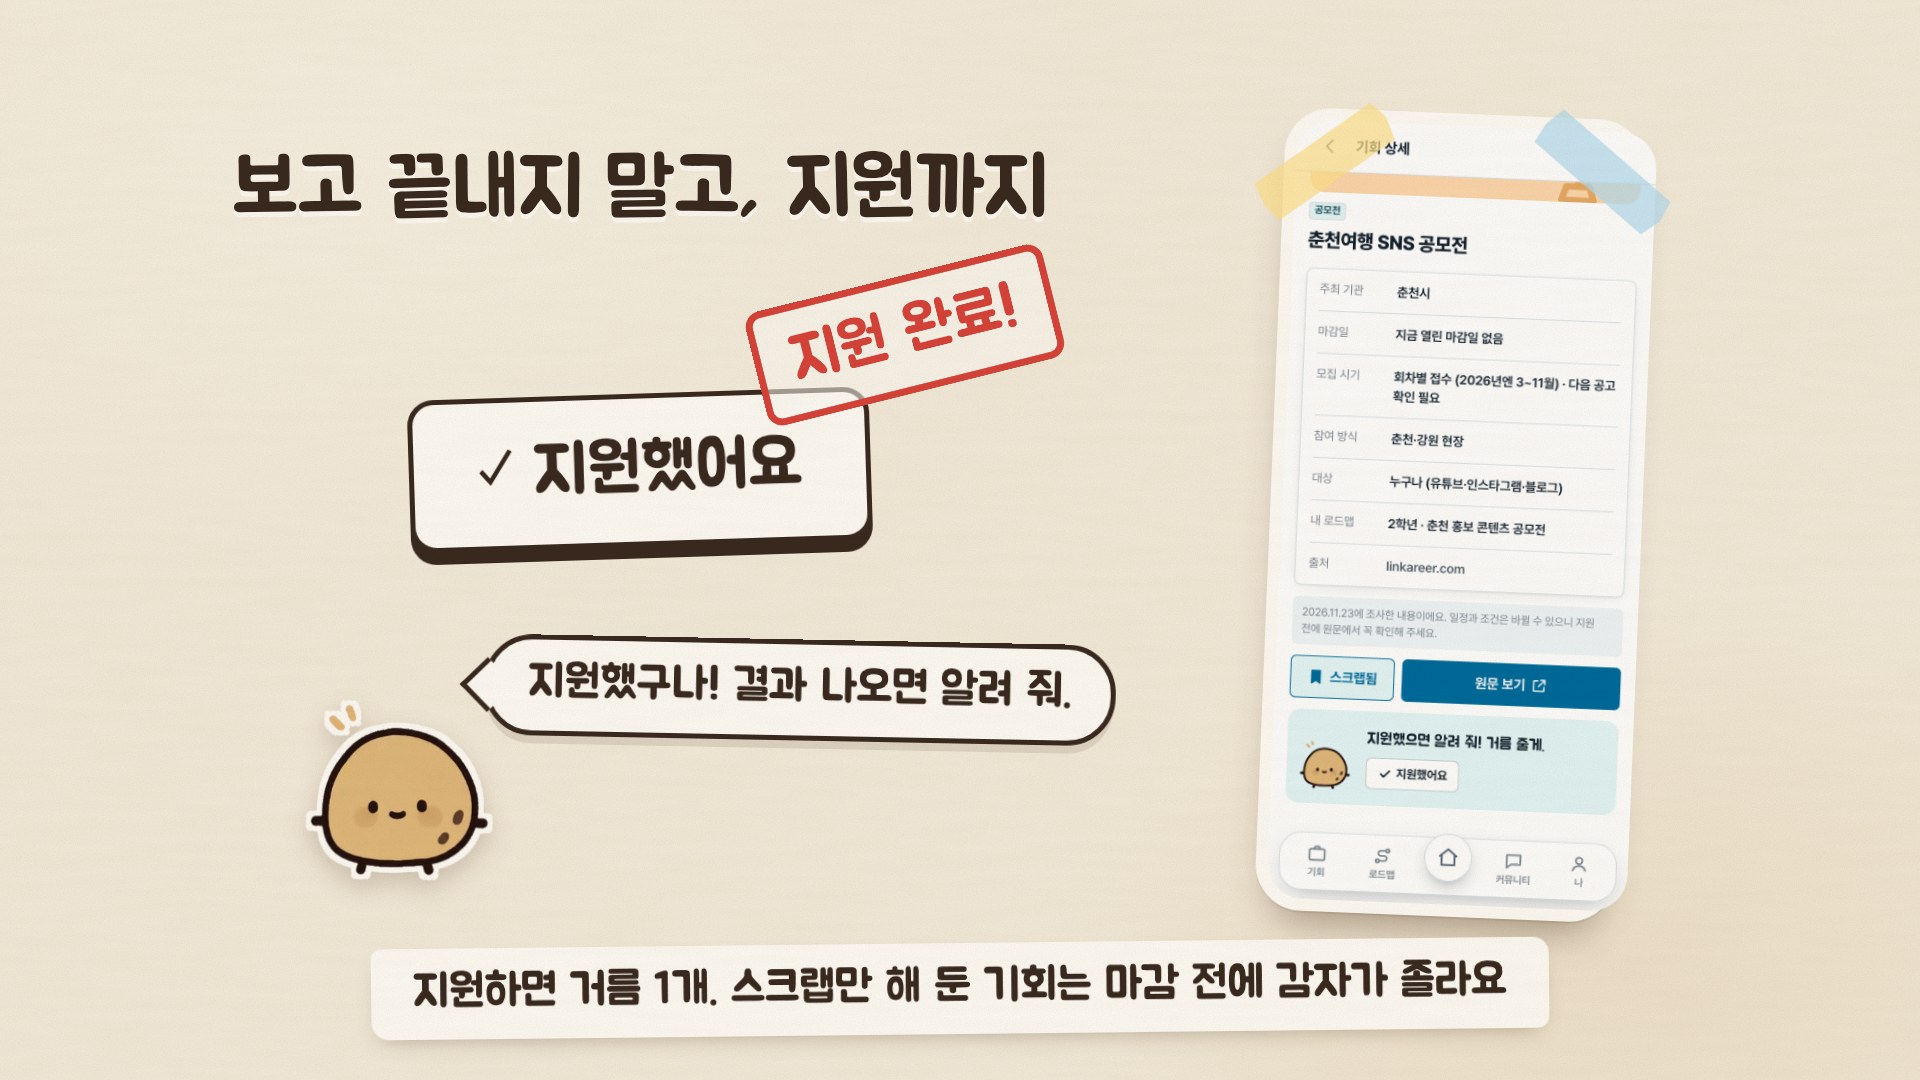 보고 끝내지 말고, 지원까지
지원 완료!
✓ 지원했어요
지원했구나! 결과 나오면 알려 줘.
지원하면 거름 1개. 스크랩만 해 둔 기회는 마감 전에 감자가 졸라요
기회 상세
공모전
춘천여행 SNS 공모전
주최 기관 춘천시
마감일 지금 열린 마감일 없음
모집 시기 회차별 접수 (2026년엔 3~11월) · 다음 공고
확인 필요
참여 방식 춘천·강원 현장
대상 누구나 (유튜브·인스타그램·블로그)
내 로드맵 2학년 · 춘천 홍보 콘텐츠 공모전
출처 linkareer.com
2026.11.23에 조사한 내용이에요. 일정과 조건은 바뀔 수 있으니 지원
전에 원문에서 꼭 확인해 주세요.
스크랩됨 원문 보기
지원했으면 알려 줘! 거름 줄게.
✓ 지원했어요
기회 로드맵 커뮤니티 나